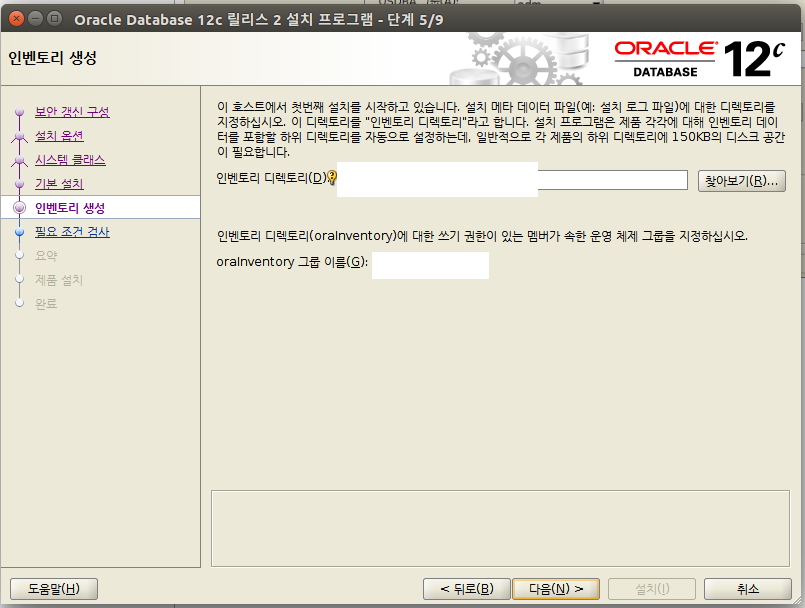 Oracle Database 12c 릴리스 2 설치 프로그램 - 단계 5/9
인벤토리 생성
ORACLE
DATABASE
12c
보안 갱신 구성
설치 옵션
시스템 클래스
기본 설치
인벤토리 생성
필요 조건 검사
요약
제품 설치
완료
이 호스트에서 첫번째 설치를 시작하고 있습니다. 설치 메타 데이터 파일(예: 설치 로그 파일)에 대한 디렉토리를
지정하십시오. 이 디렉토리를 "인벤토리 디렉토리"라고 합니다. 설치 프로그램은 제품 각각에 대해 인벤토리 데이
터를 포함할 하위 디렉토리를 자동으로 설정하는데, 일반적으로 각 제품의 하위 디렉토리에 150KB의 디스크 공간
이 필요합니다.
인벤토리 디렉토리(D):
찾아보기(R)...
인벤토리 디렉토리(oraInventory)에 대한 쓰기 권한이 있는 멤버가 속한 운영 체제 그룹을 지정하십시오.
oraInventory 그룹 이름(G):
도움말(H)
< 뒤로(B)
다음(N) >
설치(I)
취소